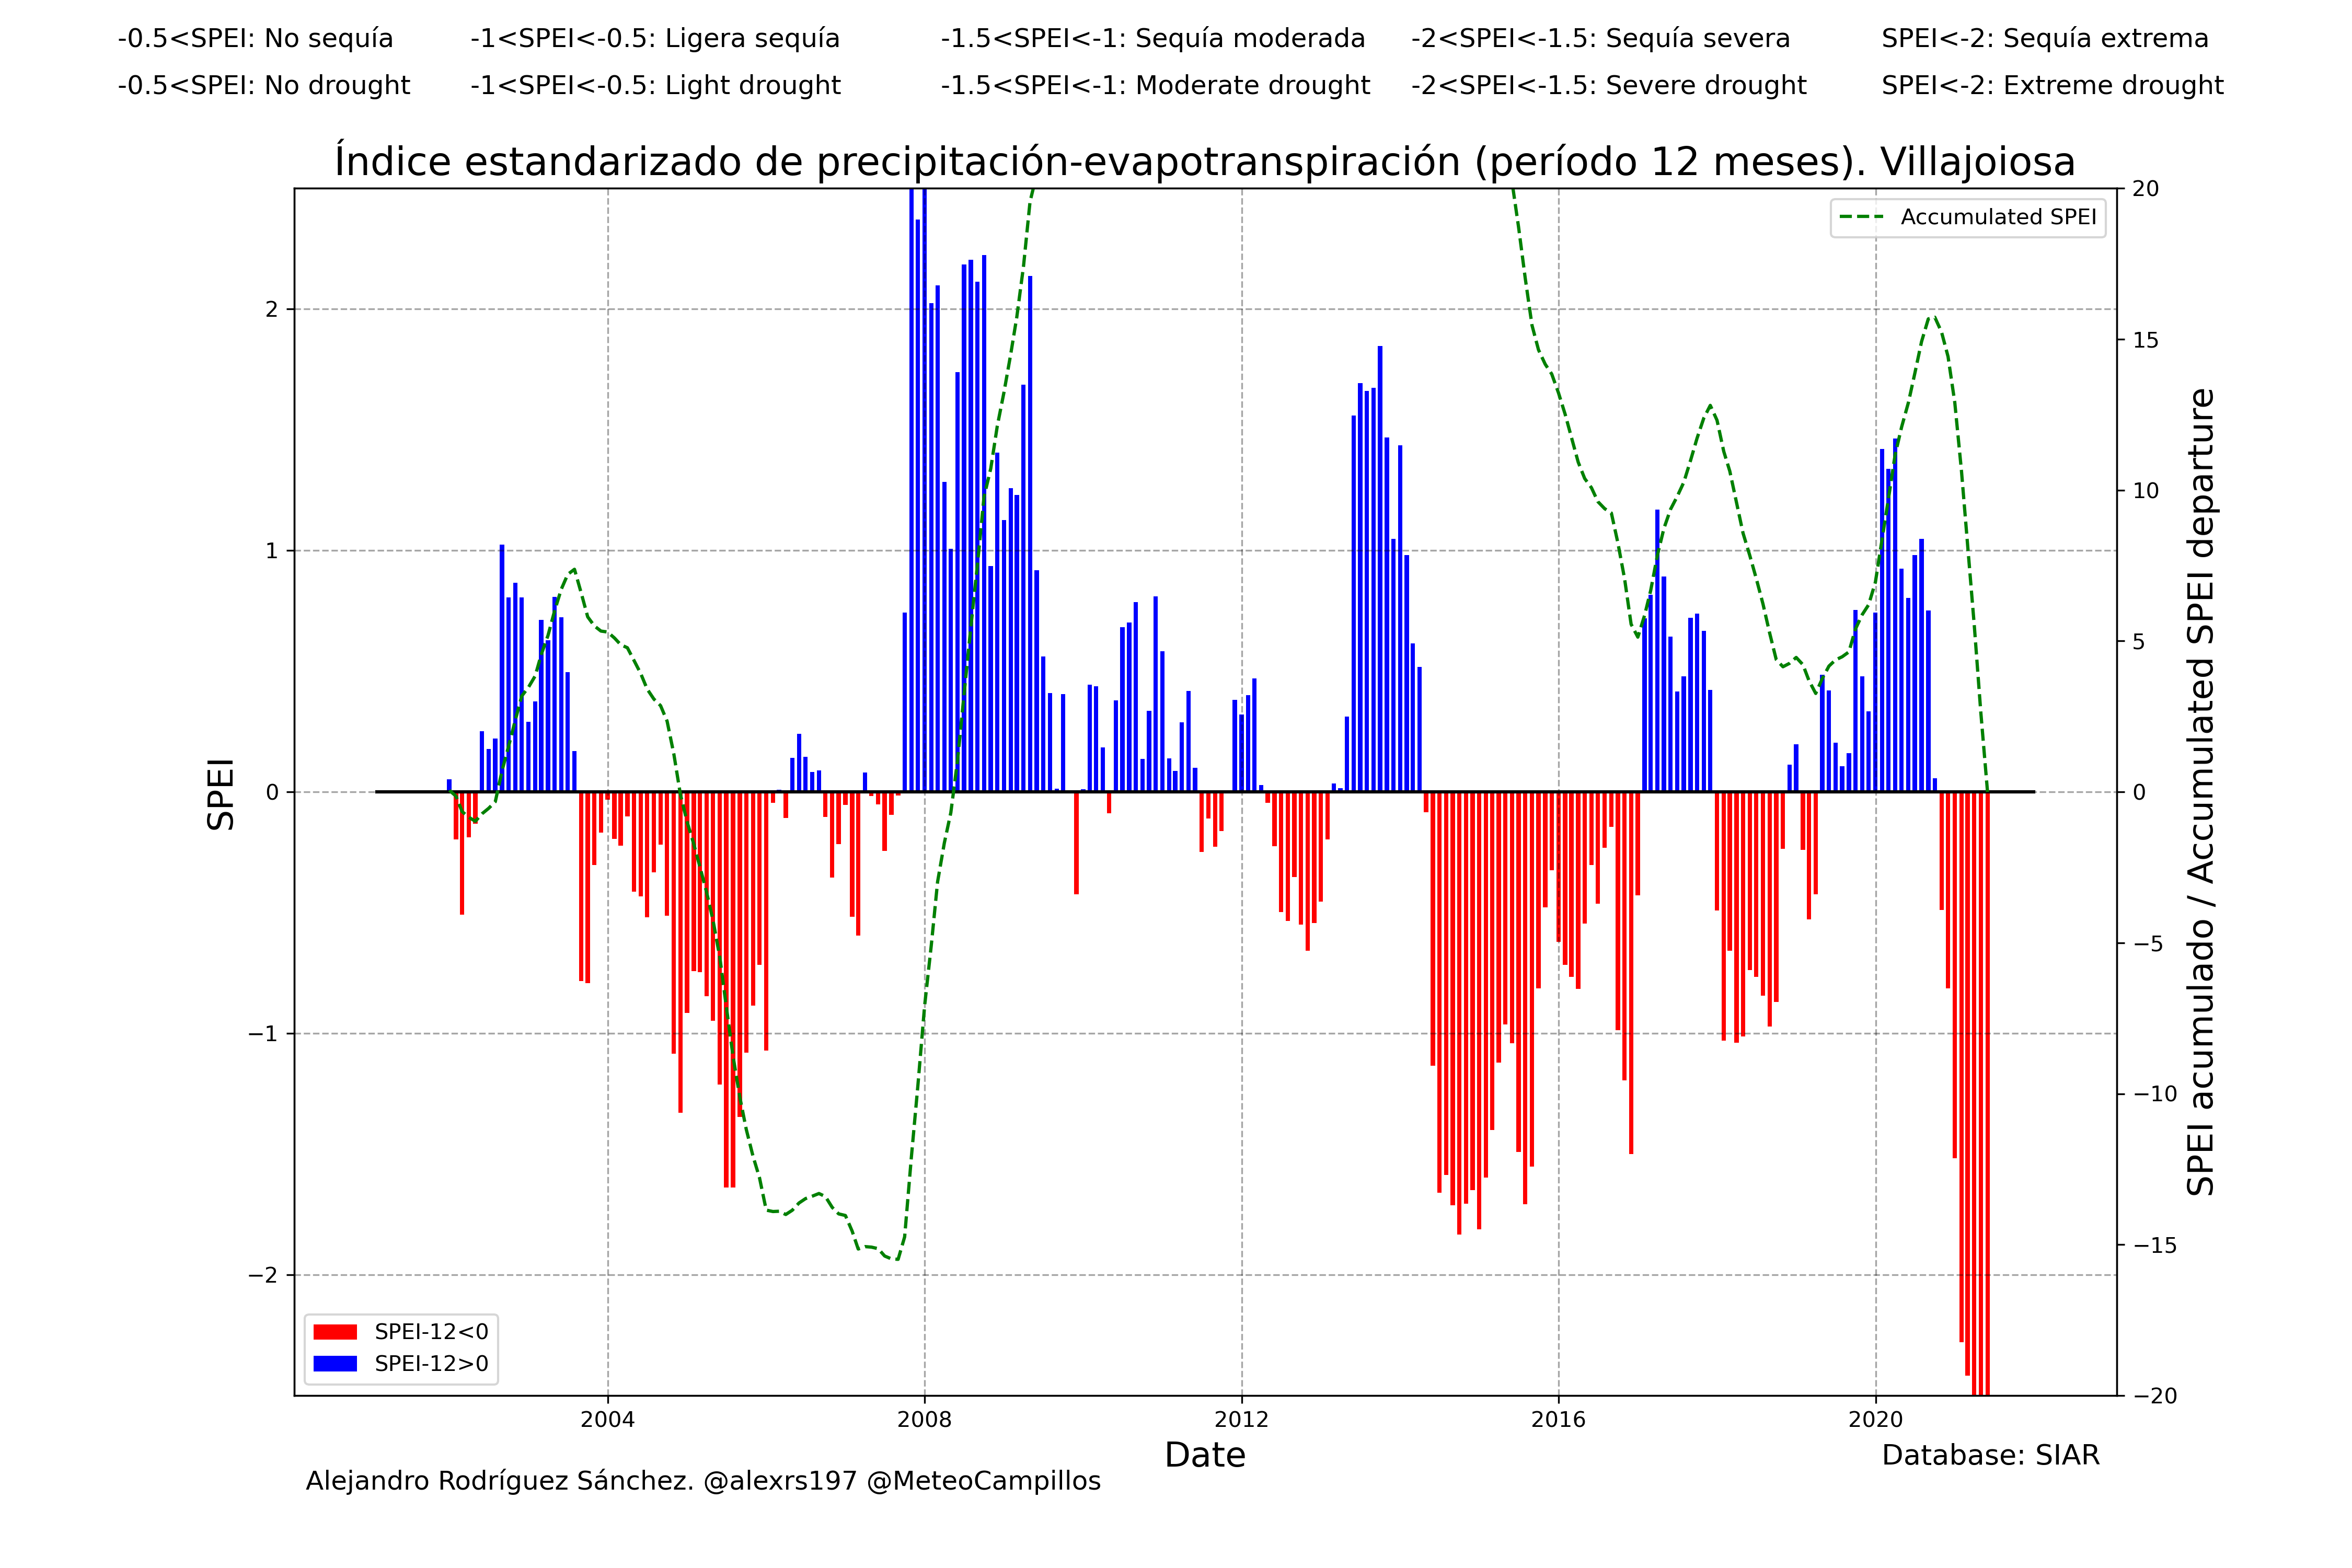 -0.5<SPEI: No sequía -1<SPEI<-0.5: Ligera sequía -1.5<SPEI<-1: Sequía moderada -2<SPEI<-1.5: Sequía severa SPEI<-2: Sequía extrema
-0.5<SPEI: No drought -1<SPEI<-0.5: Light drought -1.5<SPEI<-1: Moderate drought -2<SPEI<-1.5: Severe drought SPEI<-2: Extreme drought
Índice estandarizado de precipitación-evapotranspiración (período 12 meses). Villajoiosa
Accumulated SPEI
SPEI
2
1
0
−1
−2
20
15
10
5
0
−5
−10
−15
−20
SPEI acumulado / Accumulated SPEI departure
SPEI-12<0
SPEI-12>0
2004 2008 2012 2016 2020
Date
Database: SIAR
Alejandro Rodríguez Sánchez. @alexrs197 @MeteoCampillos